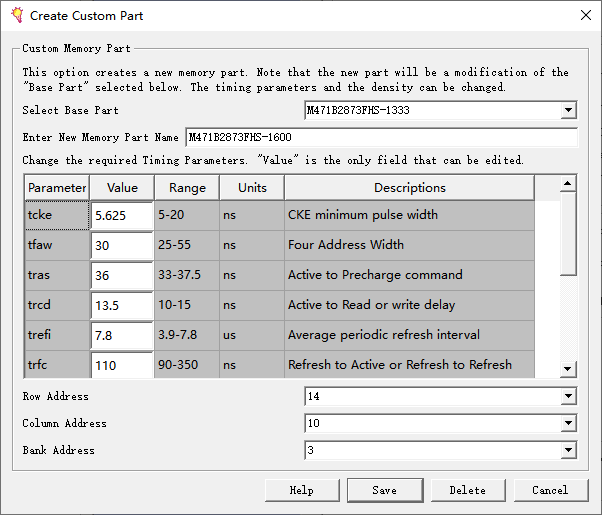 Create Custom Part
Custom Memory Part
This option creates a new memory part. Note that the new part will be a modification of the
"Base Part" selected below. The timing parameters and the density can be changed.
Select Base Part M471B2873FHS-1333
Enter New Memory Part Name M471B2873FHS-1600
Change the required Timing Parameters. "Value" is the only field that can be edited.
Parameter Value Range Units Descriptions
tcke 5.625 5-20 ns CKE minimum pulse width
tfaw 30 25-55 ns Four Address Width
tras 36 33-37.5 ns Active to Precharge command
trcd 13.5 10-15 ns Active to Read or write delay
trefi 7.8 3.9-7.8 us Average periodic refresh interval
trfc 110 90-350 ns Refresh to Active or Refresh to Refresh
Row Address 14
Column Address 10
Bank Address 3
Help Save Delete Cancel